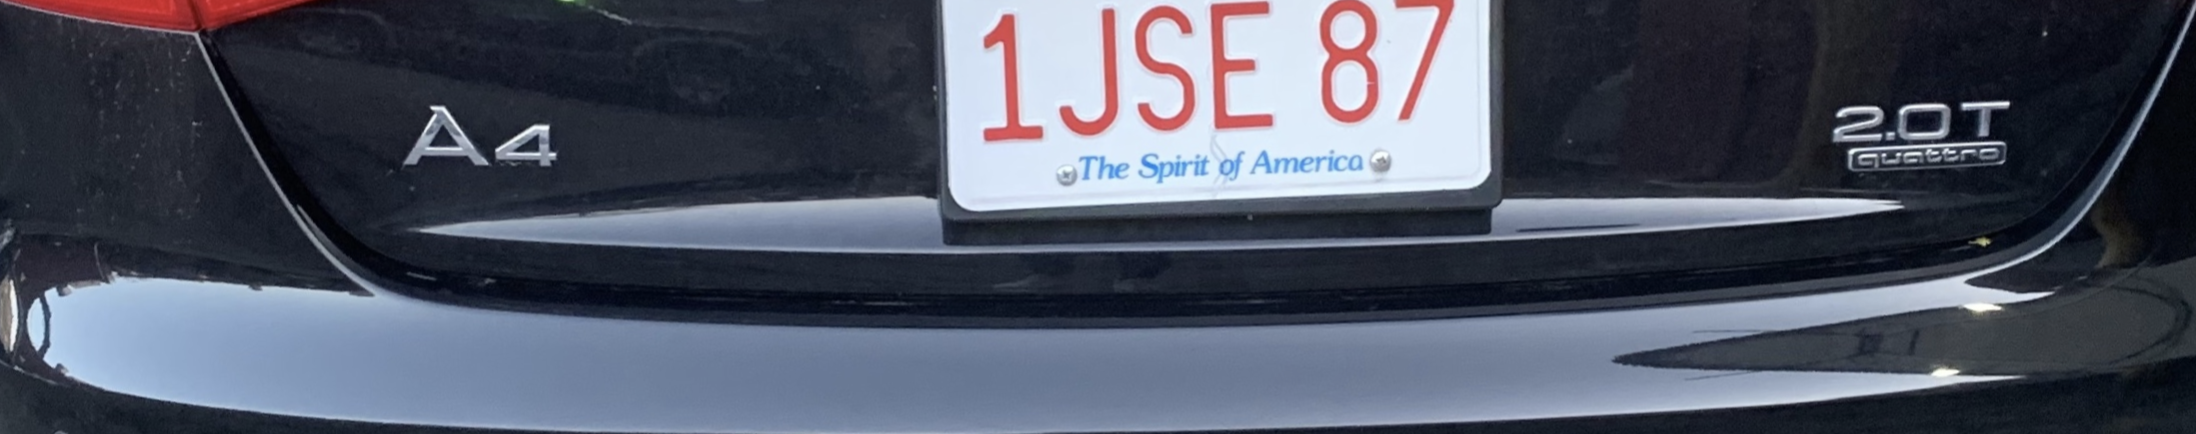 1JSE 87
The Spirit of America
A4
2.0T
quattro